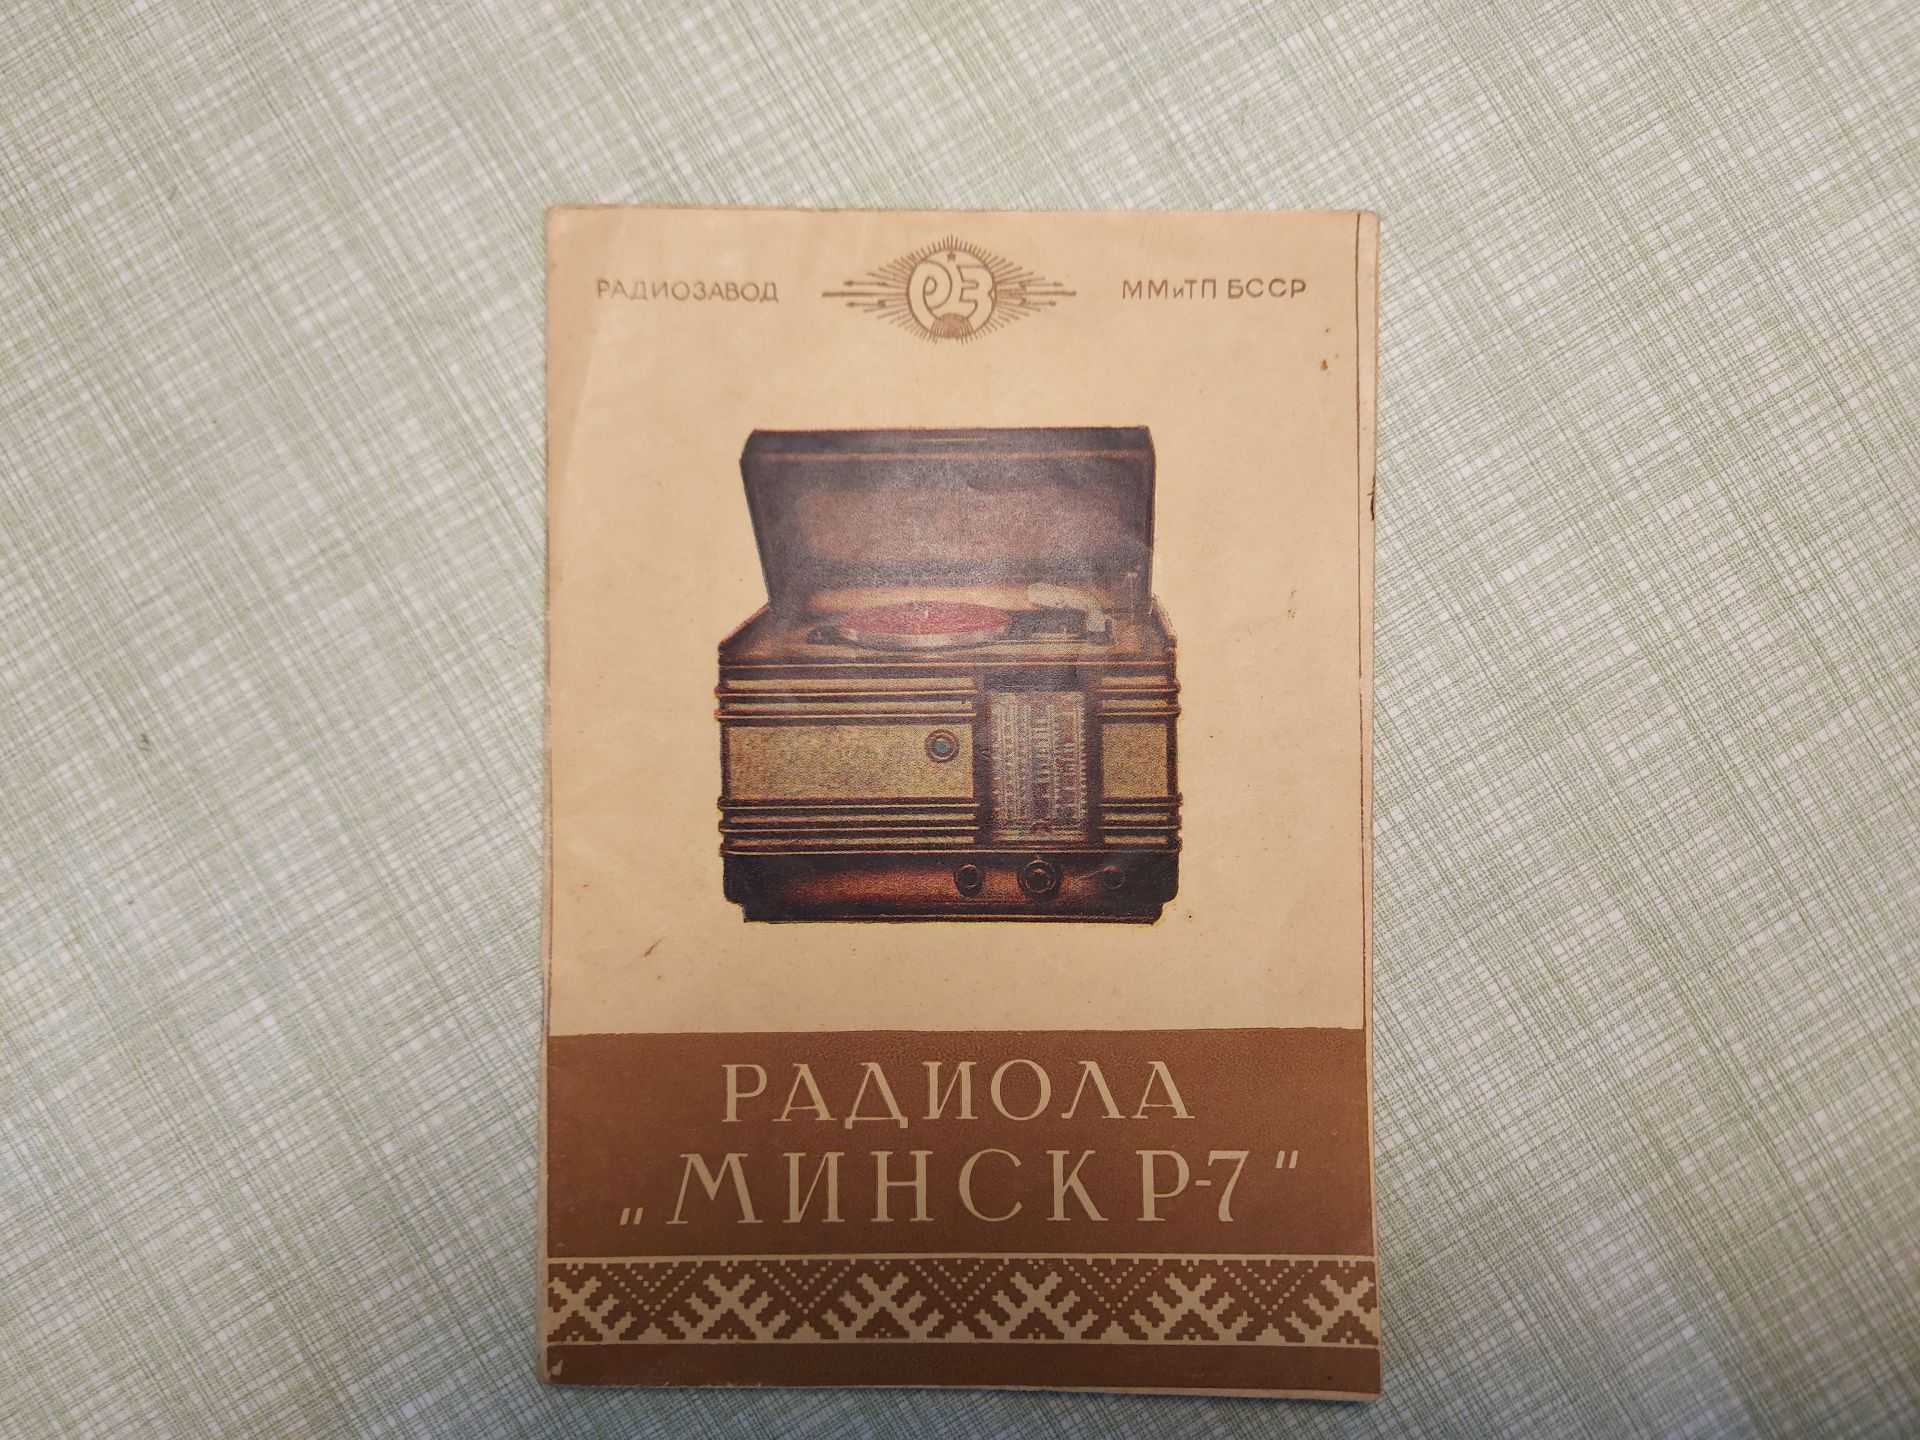 РАДИОЗАВОД РЗ ММиТП БССР
РАДИОЛА
„МИНСК Р-7"